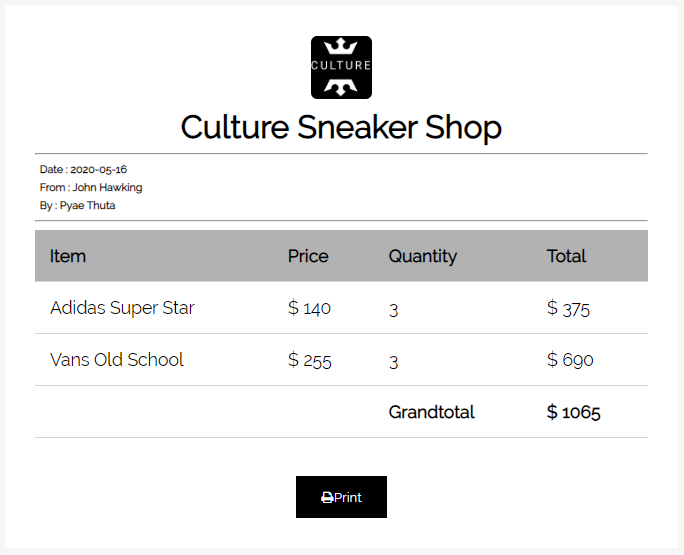 CULTURE
Culture Sneaker Shop
Date : 2020-05-16
From : John Hawking
By : Pyae Thuta
Item Price Quantity Total
Adidas Super Star $ 140 3 $ 375
Vans Old School $ 255 3 $ 690
Grandtotal $ 1065
Print